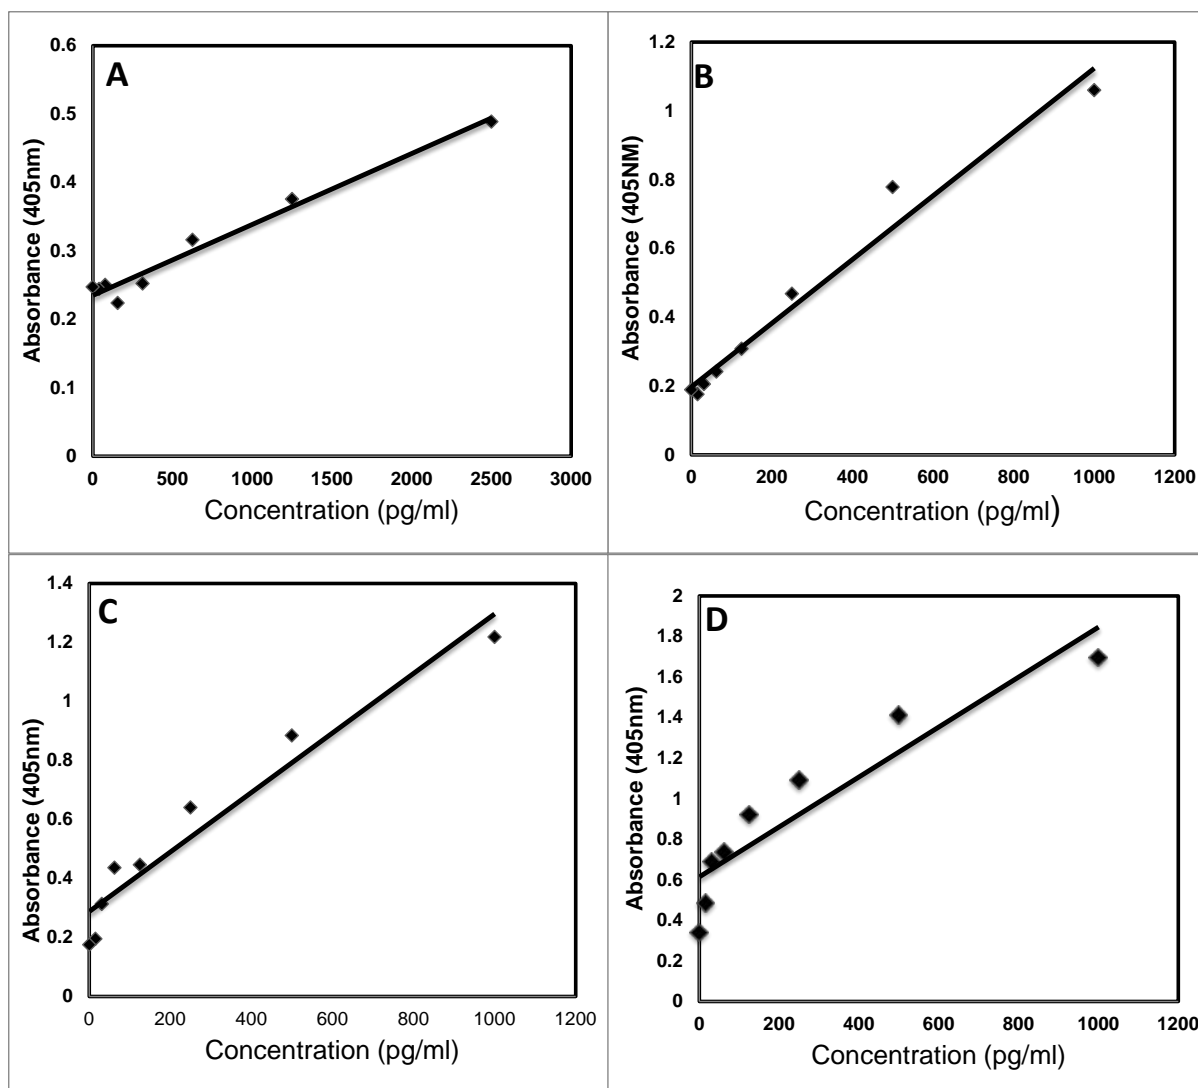 A
0.6
0.5
0.4
0.3
0.2
0.1
0
Absorbance (405nm)
0 500 1000 1500 2000 2500 3000
Concentration (pg/ml)
B
1.2
1
0.8
0.6
0.4
0.2
0
Absorbance (405NM)
0 200 400 600 800 1000 1200
Concentration (pg/ml)
C
1.4
1.2
1
0.8
0.6
0.4
0.2
0
Absorbance (405nm)
0 200 400 600 800 1000 1200
Concentration (pg/ml)
D
2
1.8
1.6
1.4
1.2
1
0.8
0.6
0.4
0.2
0
Absorbance (405nm)
0 200 400 600 800 1000 1200
Concentration (pg/ml)